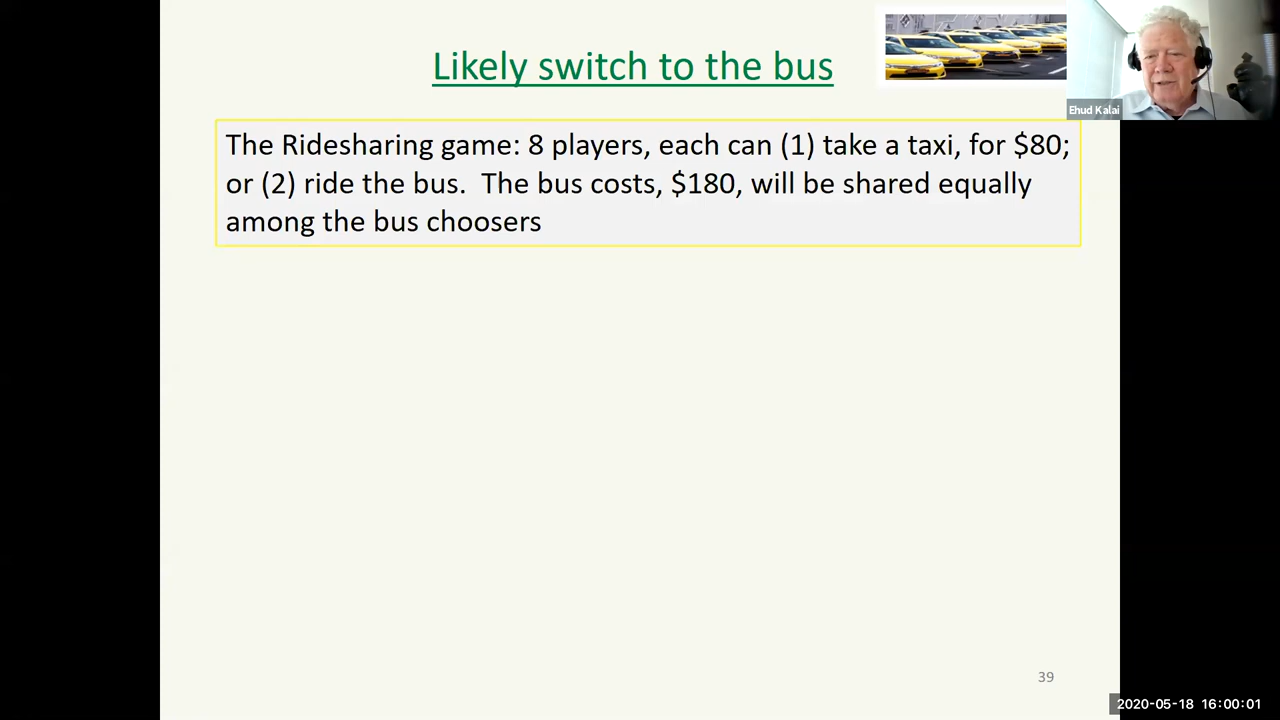 Likely switch to the bus
Ehud Kalai
The Ridesharing game: 8 players, each can (1) take a taxi, for $80;
or (2) ride the bus.  The bus costs, $180, will be shared equally
among the bus choosers
39
2020-05-18 16:00:01